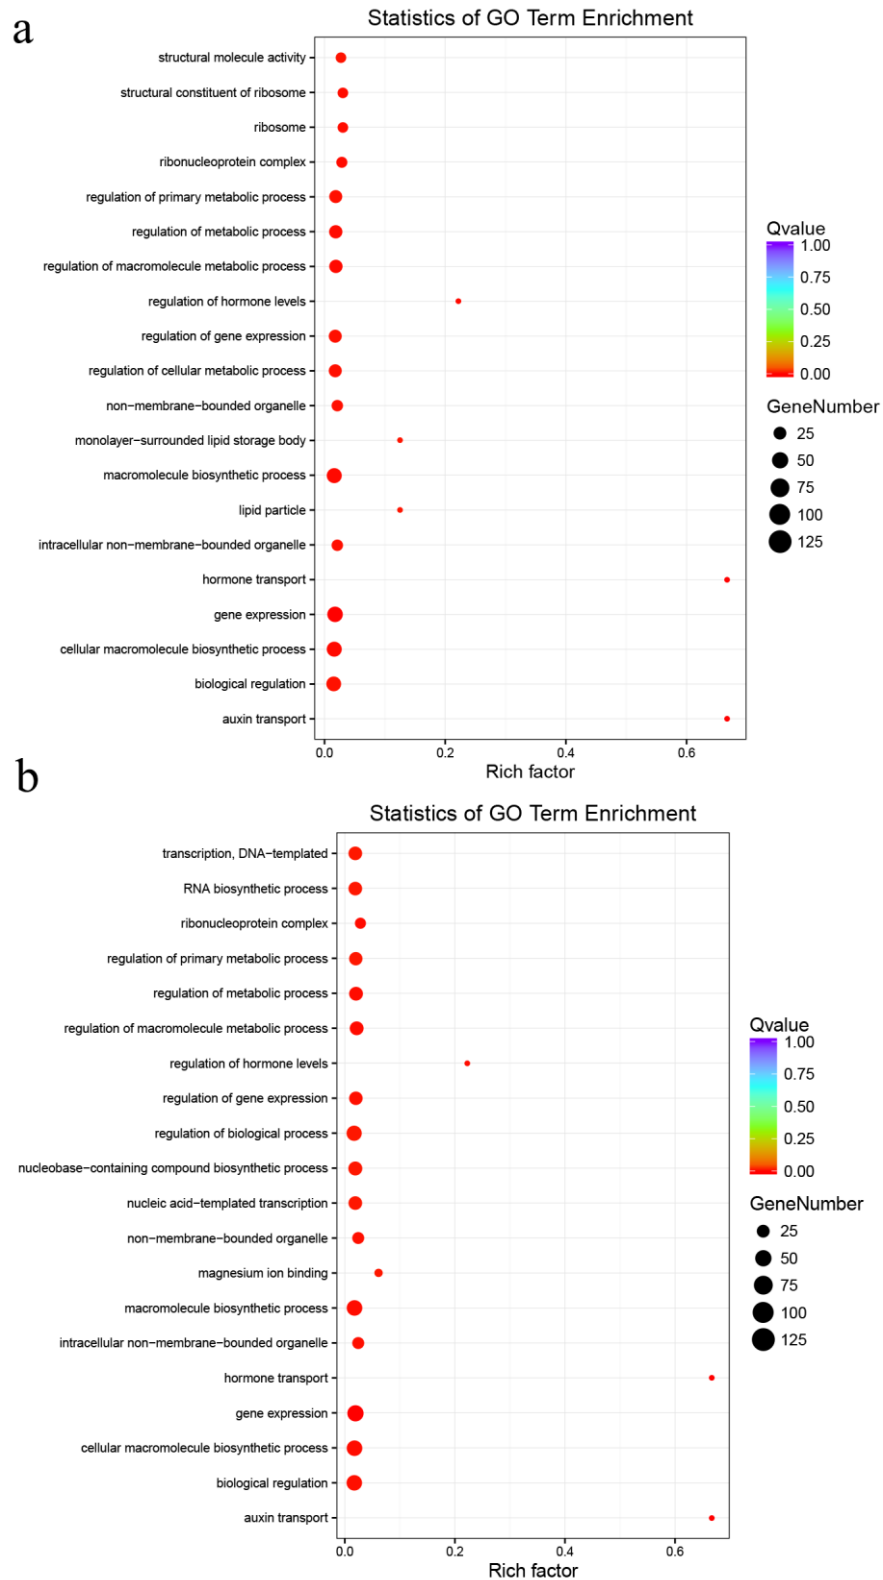 a
Statistics of GO Term Enrichment
structural molecule activity
structural constituent of ribosome
ribosome
ribonucleoprotein complex
regulation of primary metabolic process
regulation of metabolic process
regulation of macromolecule metabolic process
regulation of hormone levels
regulation of gene expression
regulation of cellular metabolic process
non−membrane−bounded organelle
monolayer−surrounded lipid storage body
macromolecule biosynthetic process
lipid particle
intracellular non−membrane−bounded organelle
hormone transport
gene expression
cellular macromolecule biosynthetic process
biological regulation
auxin transport
0.0 0.2 0.4 0.6
Rich factor
Qvalue
1.00
0.75
0.50
0.25
0.00
GeneNumber
25
50
75
100
125
b
Statistics of GO Term Enrichment
transcription, DNA−templated
RNA biosynthetic process
ribonucleoprotein complex
regulation of primary metabolic process
regulation of metabolic process
regulation of macromolecule metabolic process
regulation of hormone levels
regulation of gene expression
regulation of biological process
nucleobase−containing compound biosynthetic process
nucleic acid−templated transcription
non−membrane−bounded organelle
magnesium ion binding
macromolecule biosynthetic process
intracellular non−membrane−bounded organelle
hormone transport
gene expression
cellular macromolecule biosynthetic process
biological regulation
auxin transport
0.0 0.2 0.4 0.6
Rich factor
Qvalue
1.00
0.75
0.50
0.25
0.00
GeneNumber
25
50
75
100
125